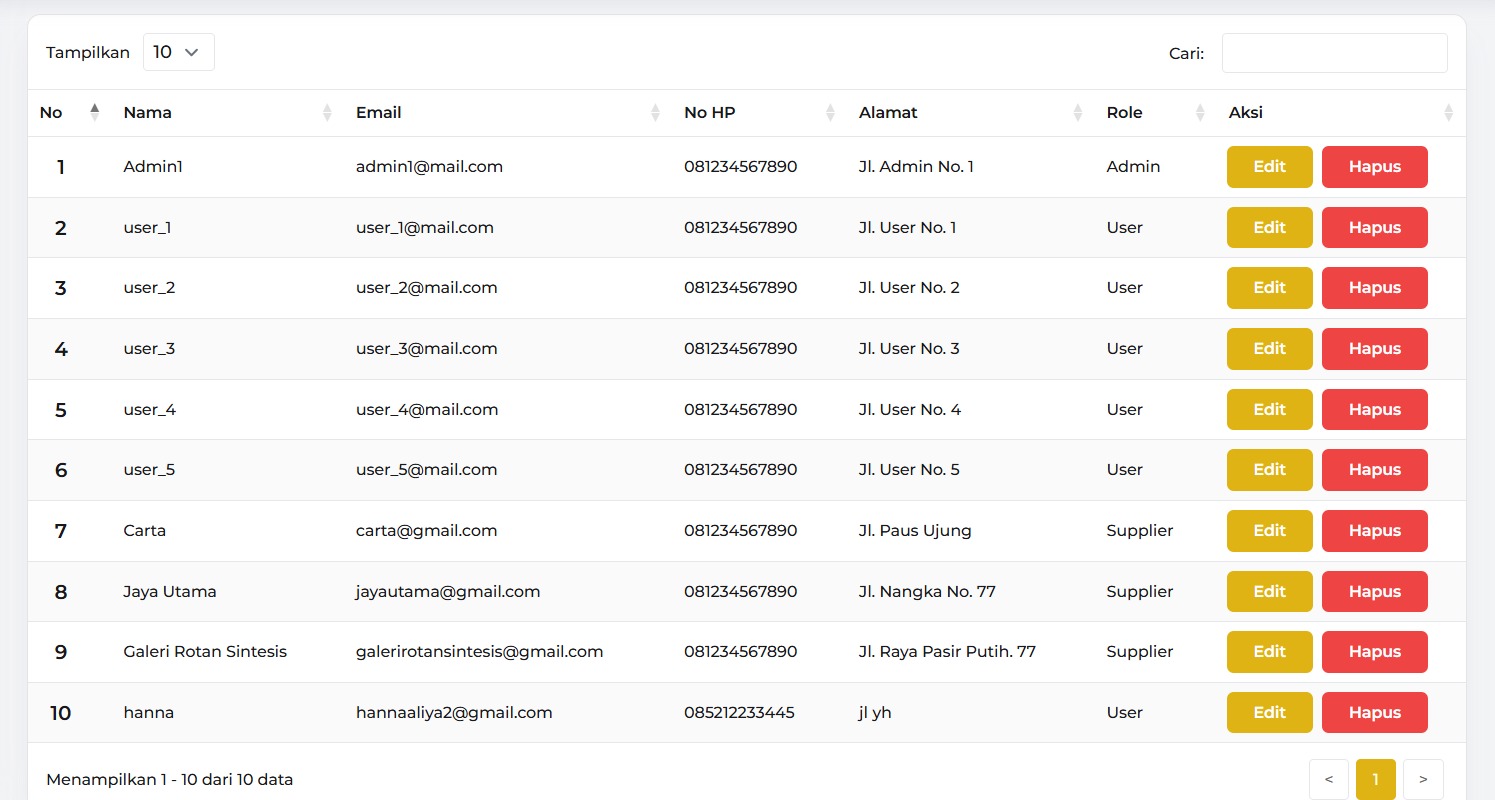 Tampilkan 10 Cari:
No Nama Email No HP Alamat Role Aksi
1 Admin1 admin1@mail.com 081234567890 Jl. Admin No. 1 Admin Edit Hapus
2 user_1 user_1@mail.com 081234567890 Jl. User No. 1 User Edit Hapus
3 user_2 user_2@mail.com 081234567890 Jl. User No. 2 User Edit Hapus
4 user_3 user_3@mail.com 081234567890 Jl. User No. 3 User Edit Hapus
5 user_4 user_4@mail.com 081234567890 Jl. User No. 4 User Edit Hapus
6 user_5 user_5@mail.com 081234567890 Jl. User No. 5 User Edit Hapus
7 Carta carta@gmail.com 081234567890 Jl. Paus Ujung Supplier Edit Hapus
8 Jaya Utama jayautama@gmail.com 081234567890 Jl. Nangka No. 77 Supplier Edit Hapus
9 Galeri Rotan Sintesis galerirotansintesis@gmail.com 081234567890 Jl. Raya Pasir Putih. 77 Supplier Edit Hapus
10 hanna hannaaliya2@gmail.com 085212233445 jl yh User Edit Hapus
Menampilkan 1 - 10 dari 10 data < 1 >